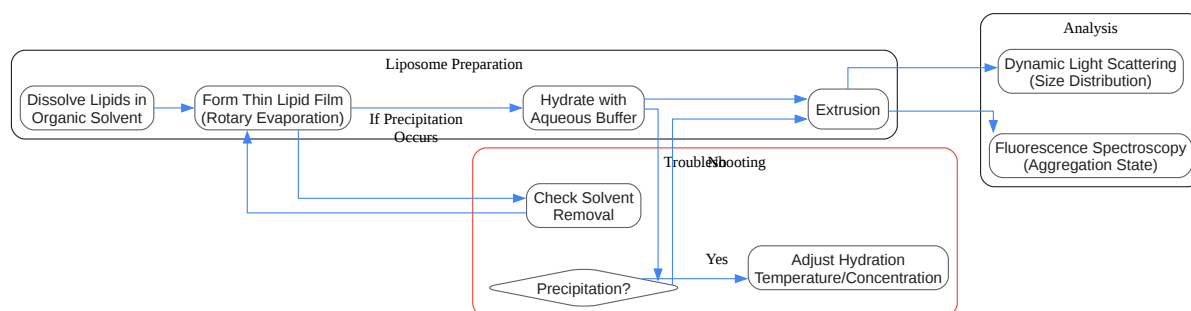 Analysis
Liposome Preparation
Dynamic Light Scattering
(Size Distribution)
Dissolve Lipids in
Organic Solvent
Form Thin Lipid Film
(Rotary Evaporation)
If Precipitation
Occurs
Hydrate with
Aqueous Buffer
Extrusion
Fluorescence Spectroscopy
(Aggregation State)
Troubleshooting
No
Check Solvent
Removal
Yes
Adjust Hydration
Temperature/Concentration
Precipitation?